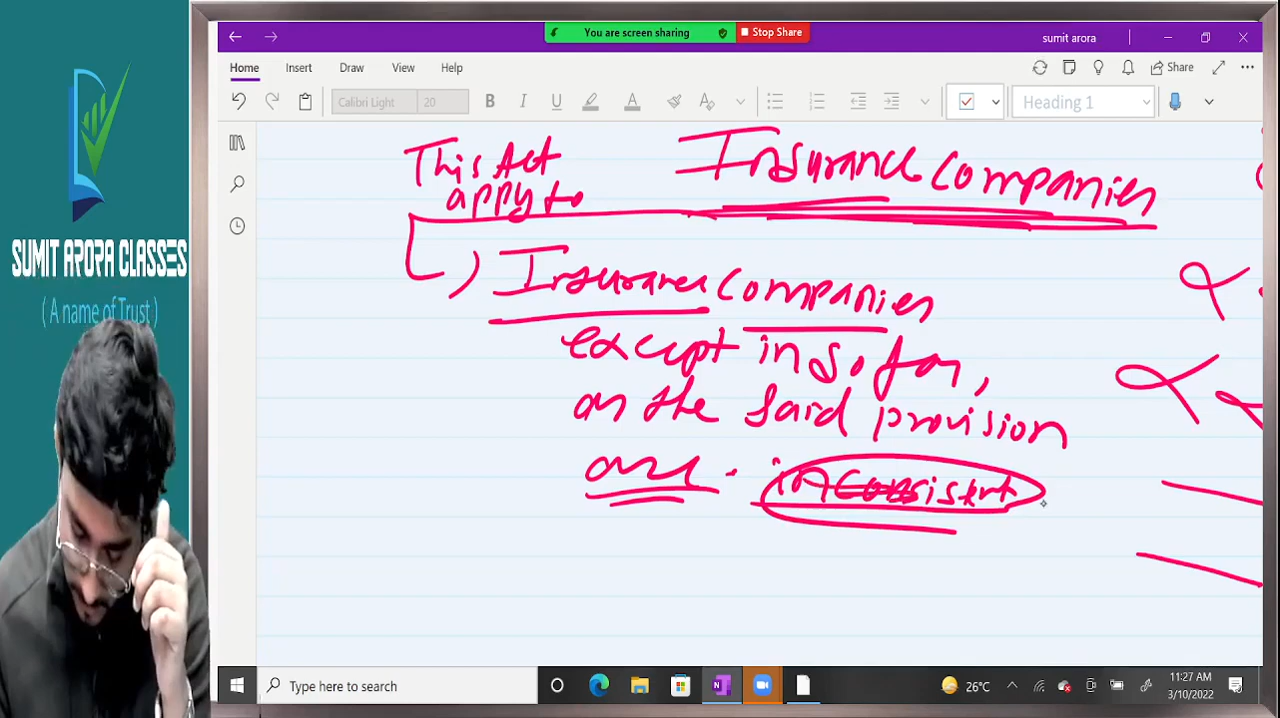 You are screen sharing
Stop Share
sumit arora
Home Insert Draw View Help
Share
Calibri Light 20 B I U A
Heading 1
SUMIT ARORA CLASSES
( A name of Trust )
This Act
appy to
Insurance Companies
Insurance Companies
except in so far,
as the said provision
are inconsistent
Type here to search
26°C
11:27 AM
3/10/2022